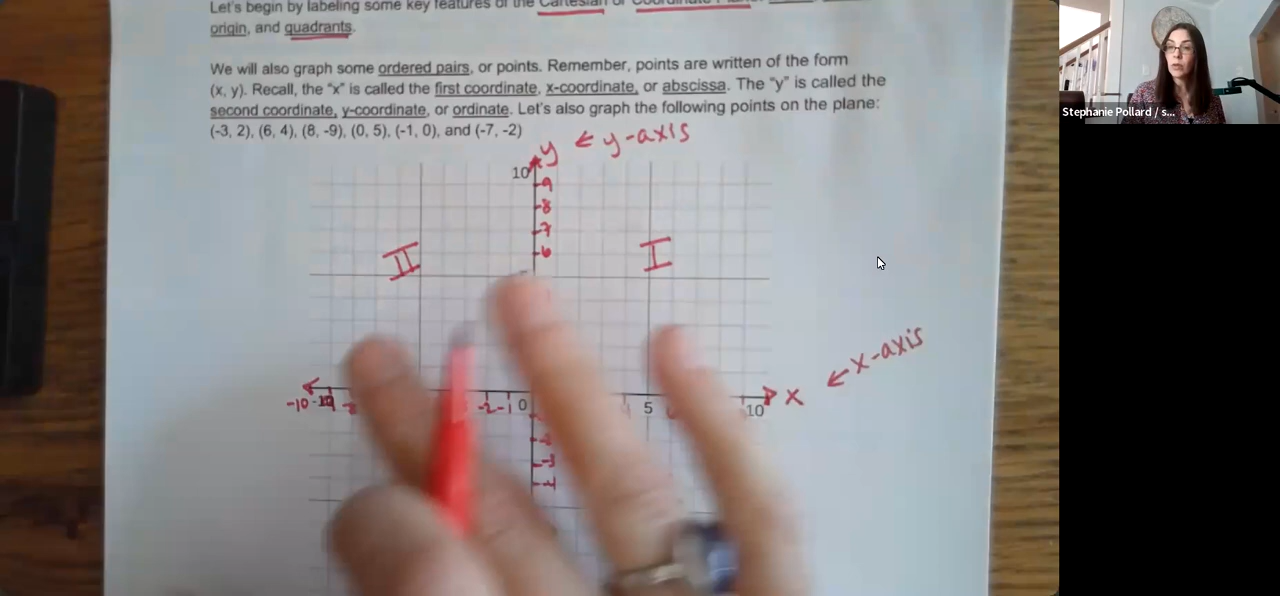 Let's begin by labeling some key features of the Cartesian or Coordinate Plane:
origin, and quadrants.
We will also graph some ordered pairs, or points. Remember, points are written of the form
(x, y). Recall, the "x" is called the first coordinate, x-coordinate, or abscissa. The "y" is called the
second coordinate, y-coordinate, or ordinate. Let's also graph the following points on the plane:
(-3, 2), (6, 4), (8, -9), (0, 5), (-1, 0), and (-7, -2)
y ← y-axis
10
9
8
7
6
II
I
← x-axis
-10 -2 -1 0 5 10 x
-3
-4
Stephanie Pollard / s...